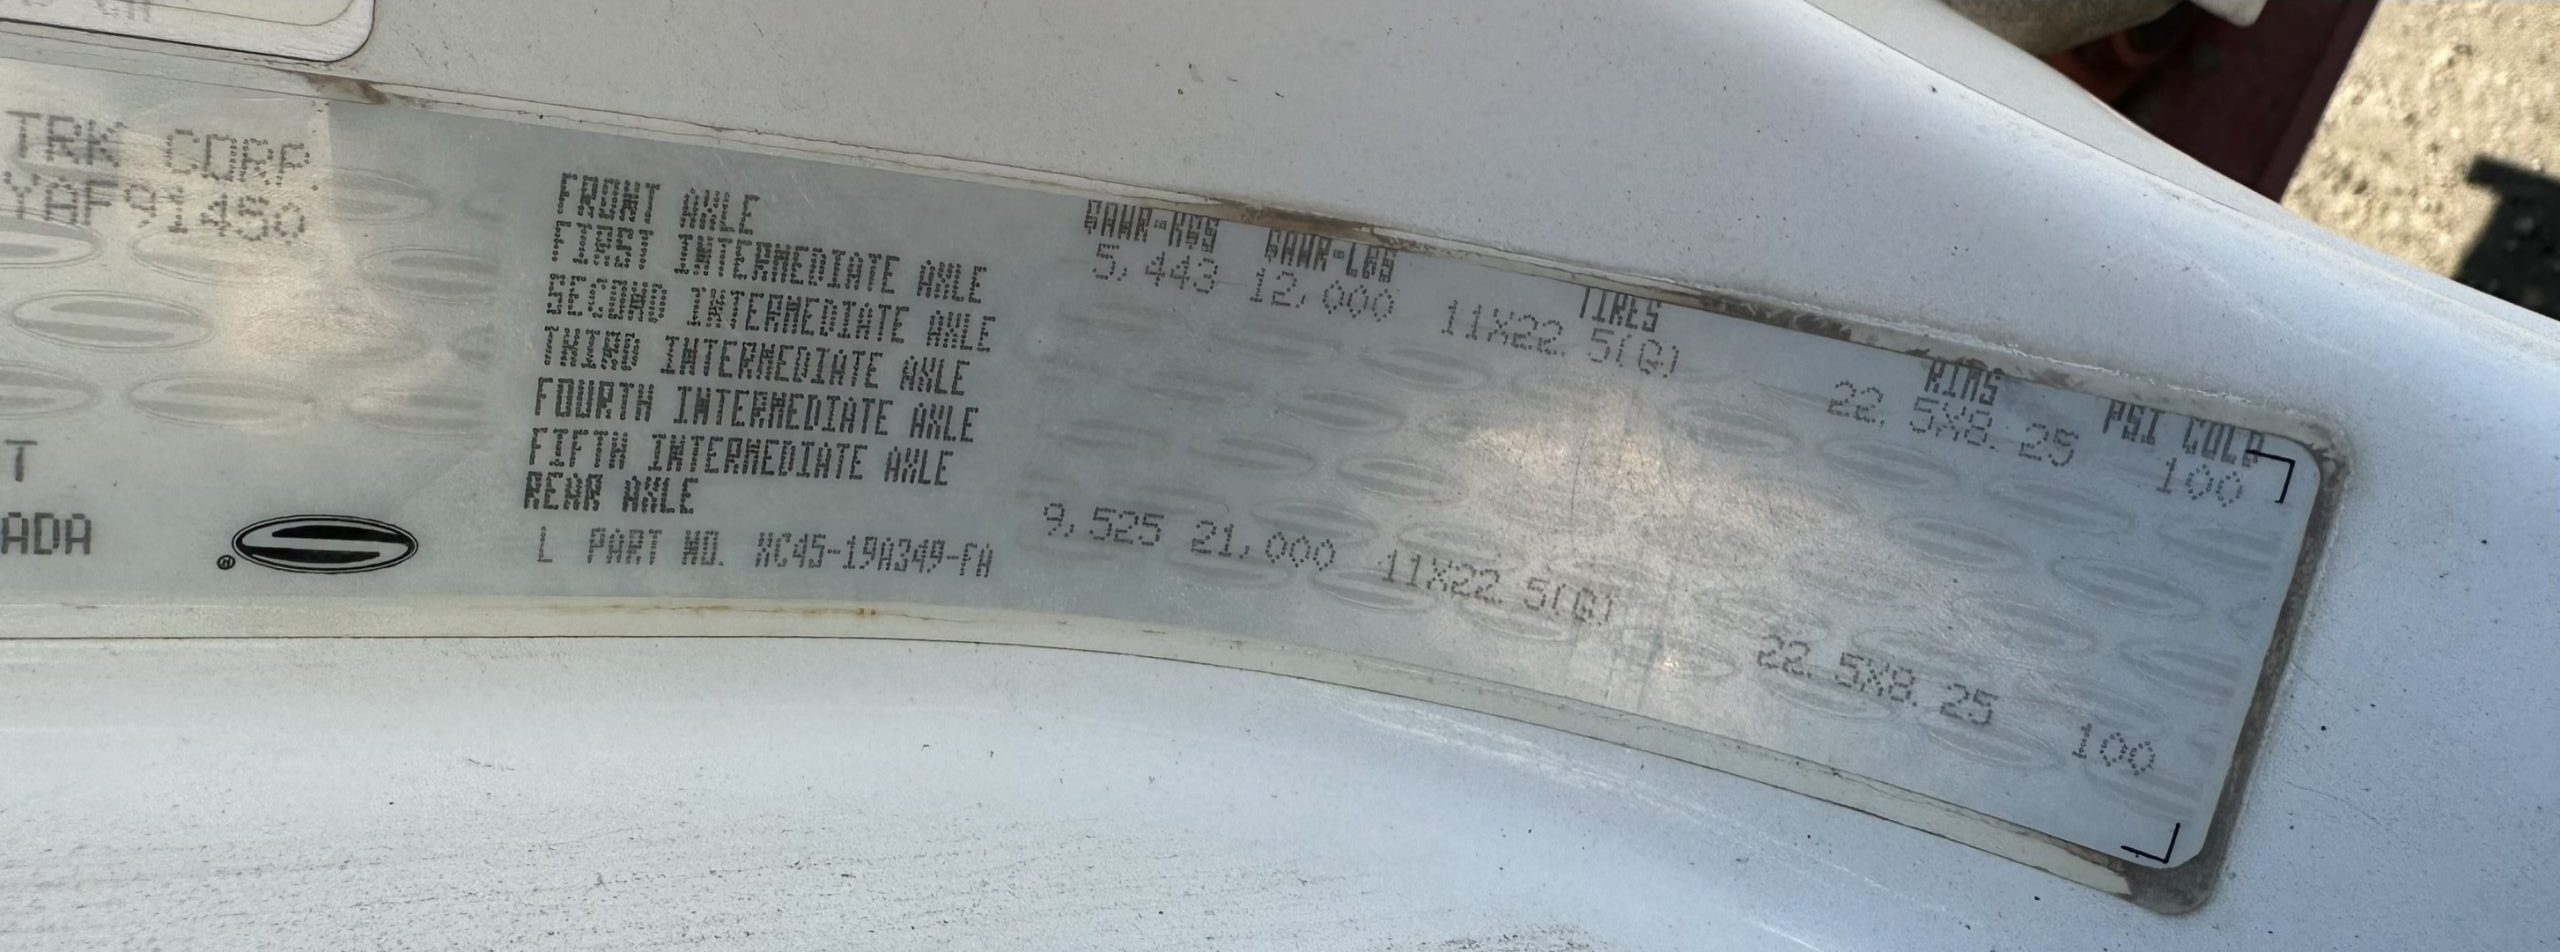 TRK CORP.
GAWR-KGS GAWR-LBS TIRES RIMS PSI COLD
FRONT AXLE 5,443 12,000 11X22.5(G) 22.5X8.25 100
FIRST INTERMEDIATE AXLE
SECOND INTERMEDIATE AXLE
THIRD INTERMEDIATE AXLE
FOURTH INTERMEDIATE AXLE
FIFTH INTERMEDIATE AXLE
REAR AXLE 9,525 21,000 11X22.5(G) 22.5X8.25 100
T
ADA ® L PART NO. XC45-19A349-FA